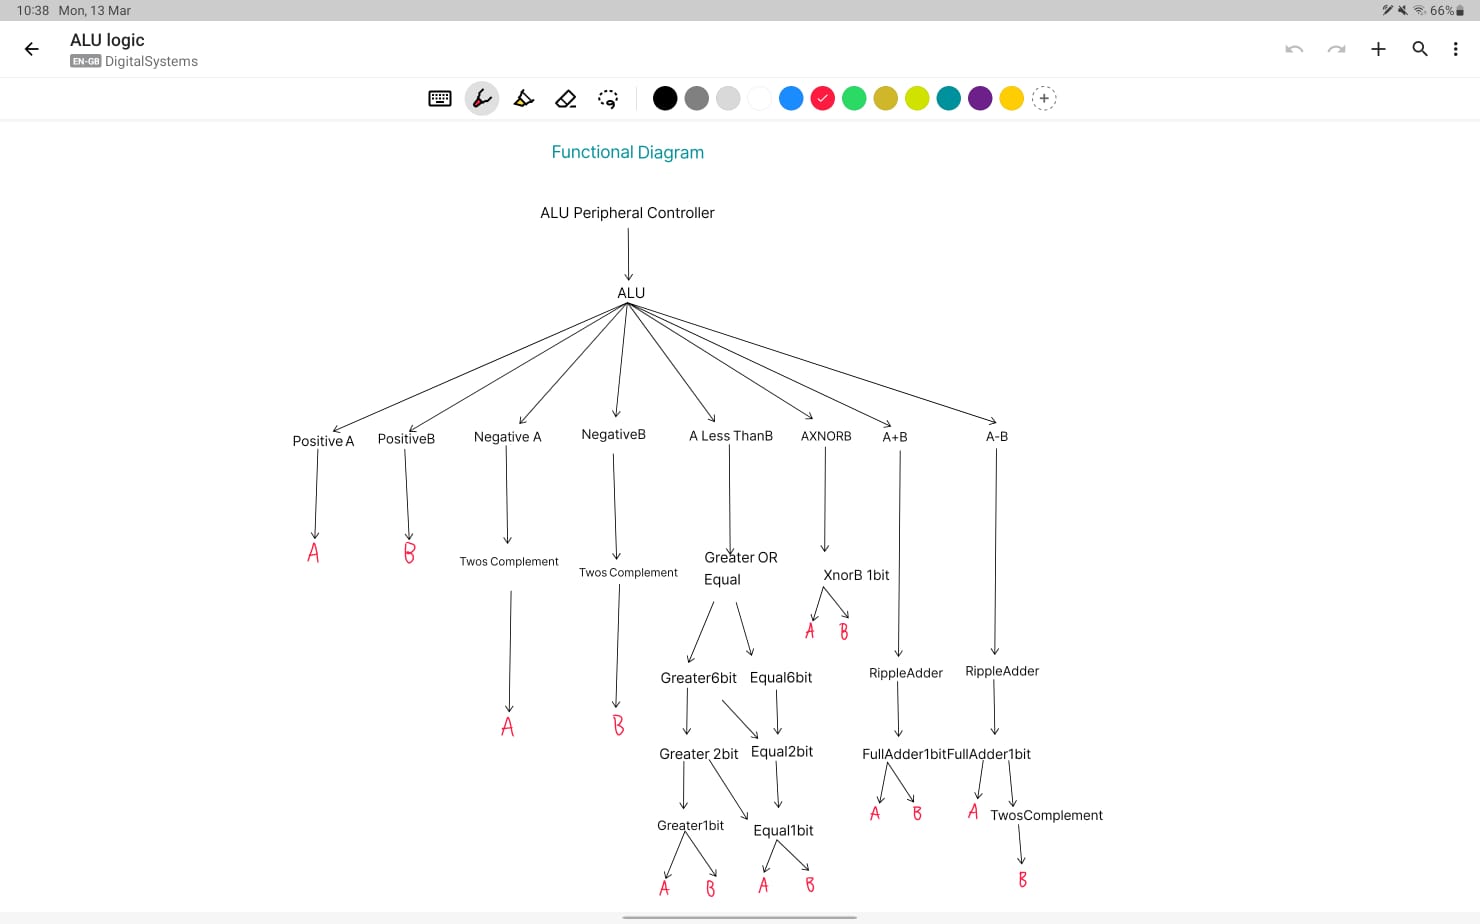 10:38 Mon, 13 Mar
66%
ALU logic
EN-GB DigitalSystems
Functional Diagram
ALU Peripheral Controller
ALU
Positive A
PositiveB
Negative A
NegativeB
A Less ThanB
AXNORB
A+B
A-B
A
B
Twos Complement
Twos Complement
Greater OR
Equal
XnorB 1bit
A
B
Greater6bit
Equal6bit
RippleAdder
RippleAdder
A
B
Greater 2bit
Equal2bit
FullAdder1bit
FullAdder1bit
A
B
A
TwosComplement
Greater1bit
Equal1bit
A
B
A
B
B